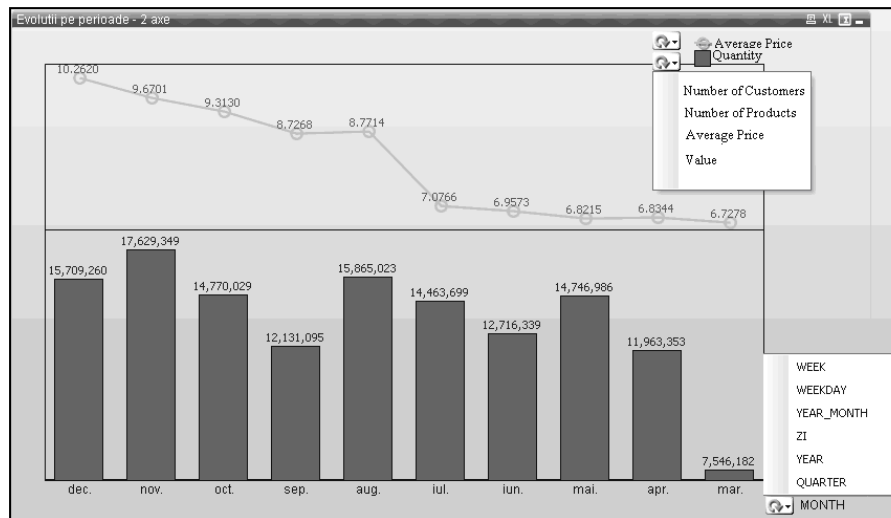 Evolutii pe perioade - 2 axe
XL
Average Price
Quantity
Number of Customers
Number of Products
Average Price
Value
10.2620
9.6701
9.3130
8.7268
8.7714
7.0766
6.9573
6.8215
6.8344
6.7278
15,709,260
17,629,349
14,770,029
12,131,095
15,865,023
14,463,699
12,716,339
14,746,986
11,963,353
7,546,182
dec. nov. oct. sep. aug. iul. iun. mai. apr. mar.
WEEK
WEEKDAY
YEAR_MONTH
ZI
YEAR
QUARTER
MONTH